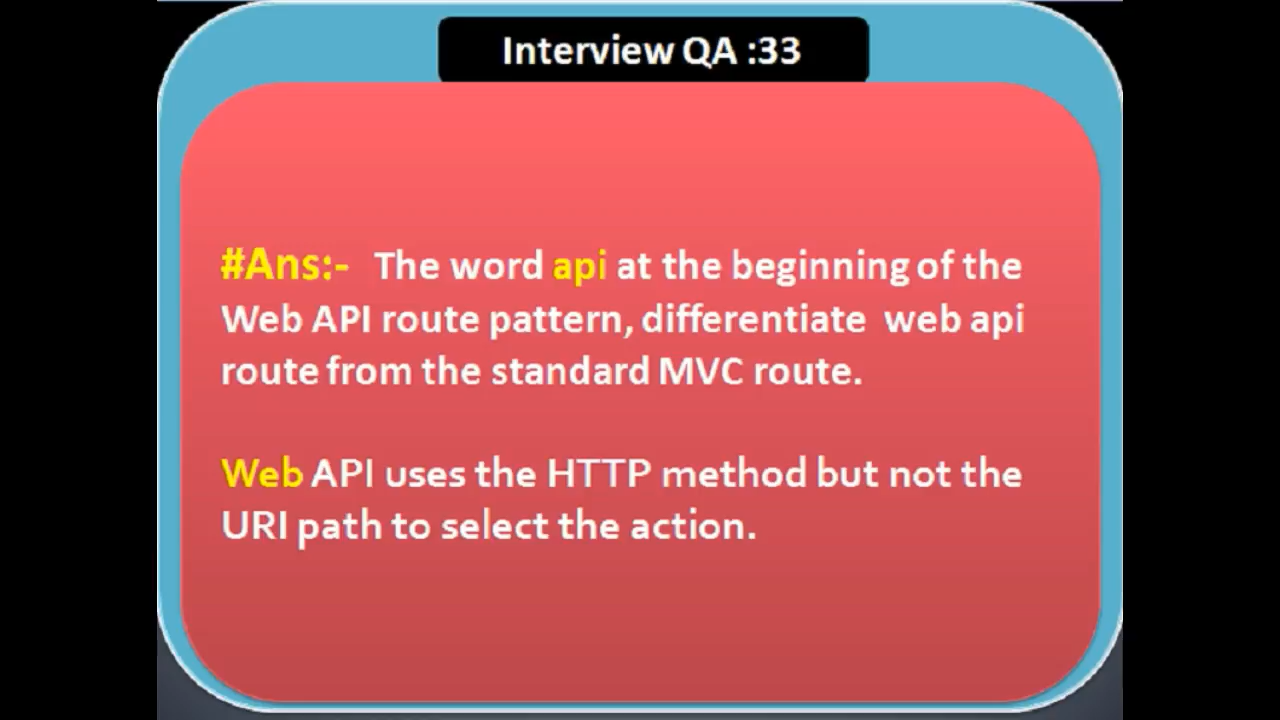 Interview QA :33
#Ans:- The word api at the beginning of the
Web API route pattern, differentiate web api
route from the standard MVC route.
Web API uses the HTTP method but not the
URI path to select the action.